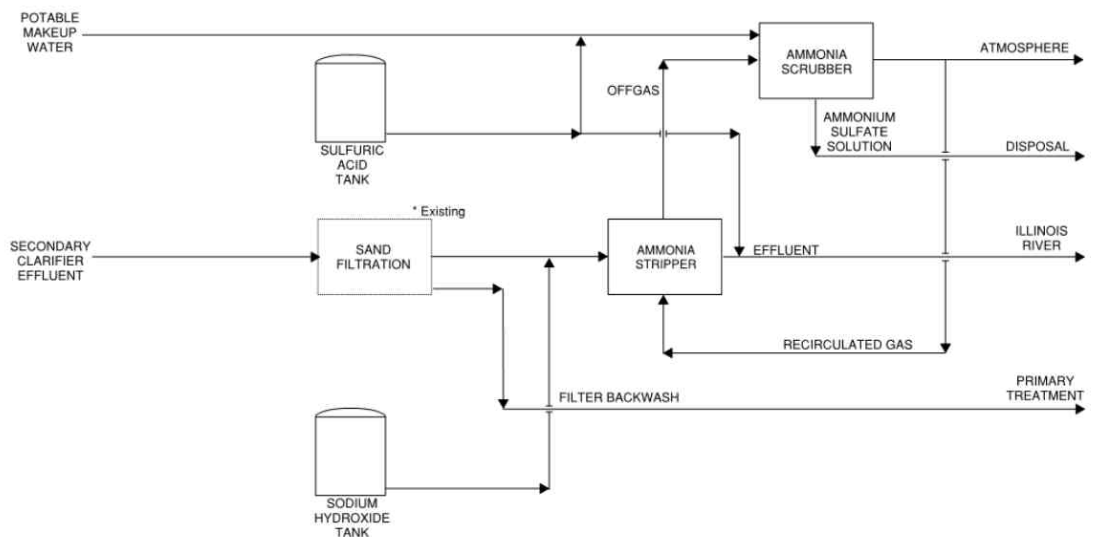 POTABLE
MAKEUP
WATER
AMMONIA
SCRUBBER
ATMOSPHERE
OFFGAS
AMMONIUM
SULFATE
SOLUTION
DISPOSAL
SULFURIC
ACID
TANK
* Existing
SECONDARY
CLARIFIER
EFFLUENT
SAND
FILTRATION
AMMONIA
STRIPPER
EFFLUENT
ILLINOIS
RIVER
RECIRCULATED GAS
FILTER BACKWASH
PRIMARY
TREATMENT
SODIUM
HYDROXIDE
TANK